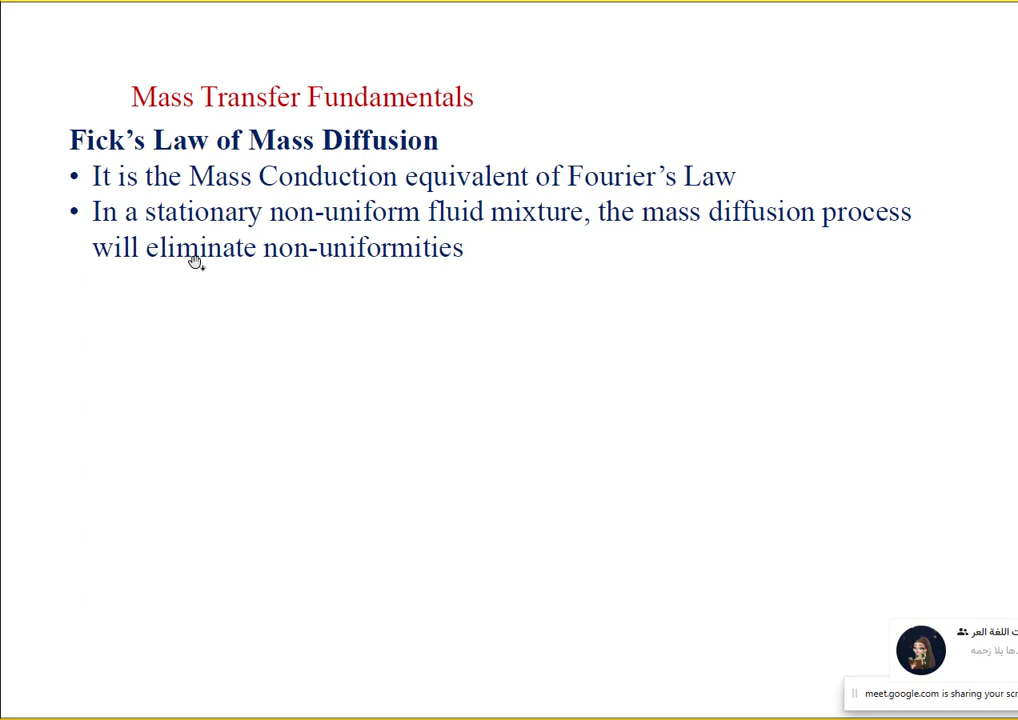 Mass Transfer Fundamentals
Fick’s Law of Mass Diffusion
• It is the Mass Conduction equivalent of Fourier’s Law
• In a stationary non-uniform fluid mixture, the mass diffusion process
will eliminate non-uniformities
ت اللغة العر
ها بلا زحمه
meet.google.com is sharing your scr